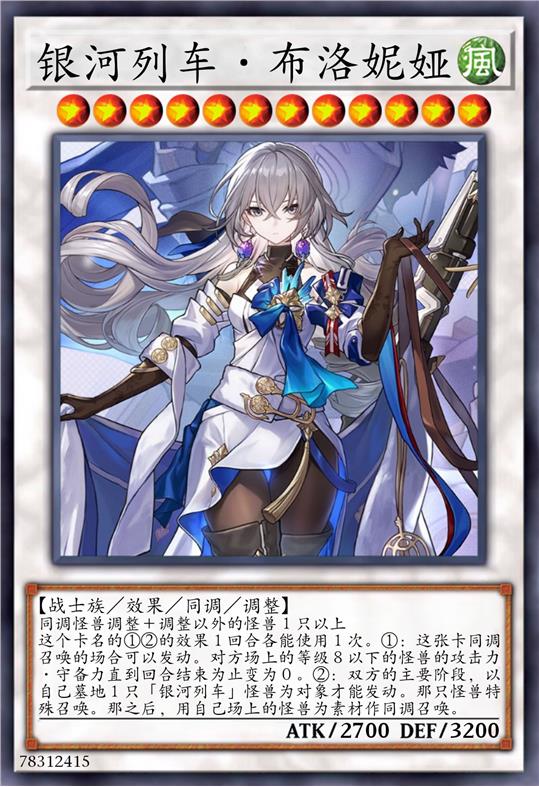 银河列车·布洛妮娅 風
【战士族／效果／同调／调整】
同调怪兽调整＋调整以外的怪兽１只以上
这个卡名的①②的效果１回合各能使用１次。①：这张卡同调
召唤的场合可以发动。对方场上的等级８以下的怪兽的攻击力
·守备力直到回合结束为止变为０。②：双方的主要阶段，以
自己墓地１只「银河列车」怪兽为对象才能发动。那只怪兽特
殊召唤。那之后，用自己场上的怪兽为素材作同调召唤。
ATK/2700 DEF/3200
78312415